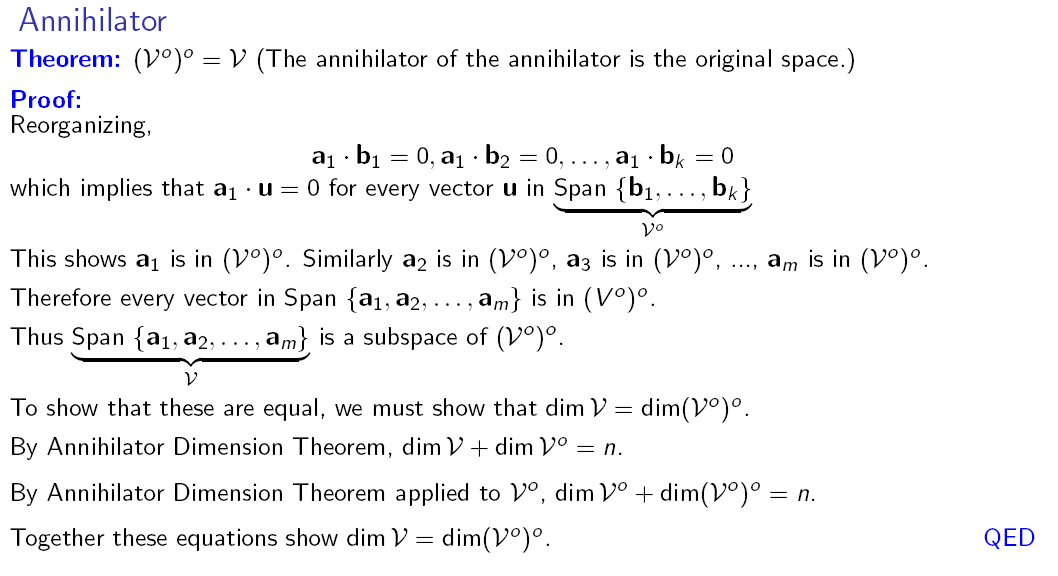 Annihilator
Theorem: (𝒱ᵒ)ᵒ = 𝒱 (The annihilator of the annihilator is the original space.)
Proof:
Reorganizing,
a₁ · b₁ = 0, a₁ · b₂ = 0, . . . , a₁ · bₖ = 0
which implies that a₁ · u = 0 for every vector u in Span {b₁, . . . , bₖ}
𝒱ᵒ
This shows a₁ is in (𝒱ᵒ)ᵒ. Similarly a₂ is in (𝒱ᵒ)ᵒ, a₃ is in (𝒱ᵒ)ᵒ, ..., aₘ is in (𝒱ᵒ)ᵒ.
Therefore every vector in Span {a₁, a₂, . . . , aₘ} is in (Vᵒ)ᵒ.
Thus Span {a₁, a₂, . . . , aₘ} is a subspace of (𝒱ᵒ)ᵒ.
𝒱
To show that these are equal, we must show that dim 𝒱 = dim(𝒱ᵒ)ᵒ.
By Annihilator Dimension Theorem, dim 𝒱 + dim 𝒱ᵒ = n.
By Annihilator Dimension Theorem applied to 𝒱ᵒ, dim 𝒱ᵒ + dim(𝒱ᵒ)ᵒ = n.
Together these equations show dim 𝒱 = dim(𝒱ᵒ)ᵒ. QED